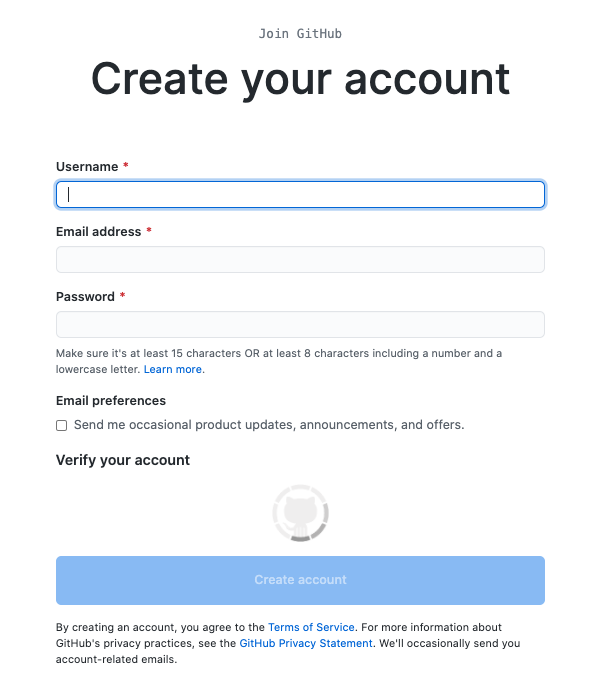 Join GitHub
Create your account
Username *
Email address *
Password *
Make sure it's at least 15 characters OR at least 8 characters including a number and a
lowercase letter. Learn more.
Email preferences
Send me occasional product updates, announcements, and offers.
Verify your account
Create account
By creating an account, you agree to the Terms of Service. For more information about
GitHub's privacy practices, see the GitHub Privacy Statement. We'll occasionally send you
account-related emails.